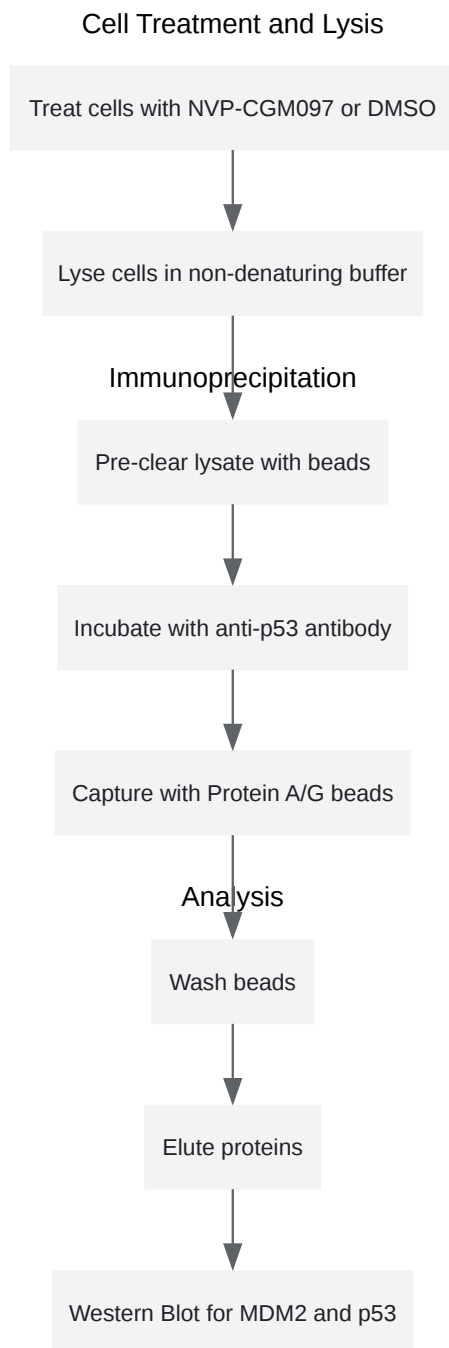 Cell Treatment and Lysis
Treat cells with NVP-CGM097 or DMSO
Lyse cells in non-denaturing buffer
Immunoprecipitation
Pre-clear lysate with beads
Incubate with anti-p53 antibody
Capture with Protein A/G beads
Analysis
Wash beads
Elute proteins
Western Blot for MDM2 and p53